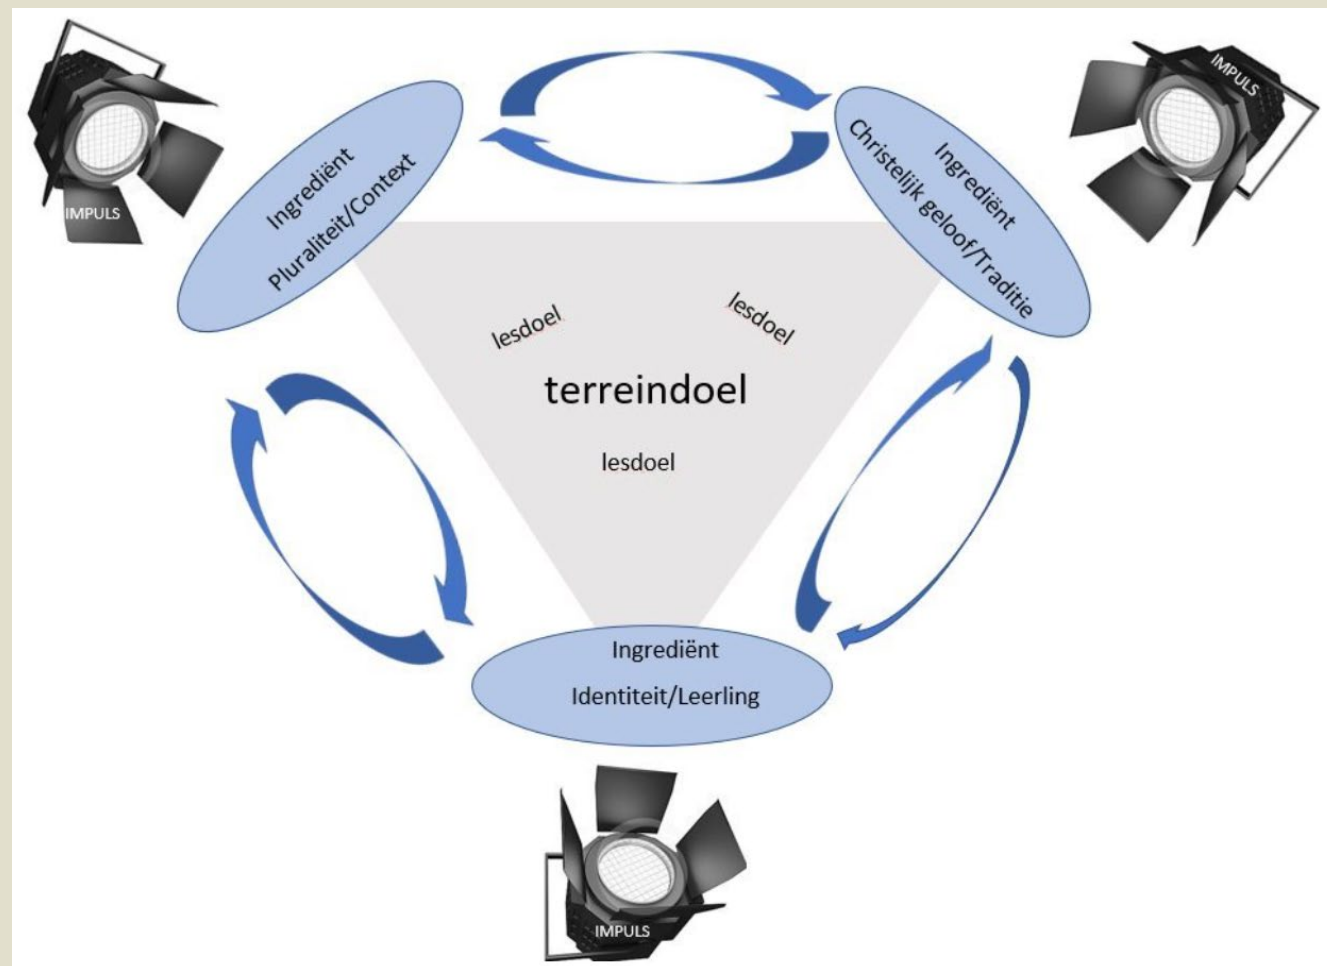 IMPULS
Ingrediënt
Pluraliteit/Context
IMPULS
Ingrediënt
Christelijk geloof/Traditie
lesdoel
lesdoel
terreindoel
lesdoel
Ingrediënt
Identiteit/Leerling
IMPULS